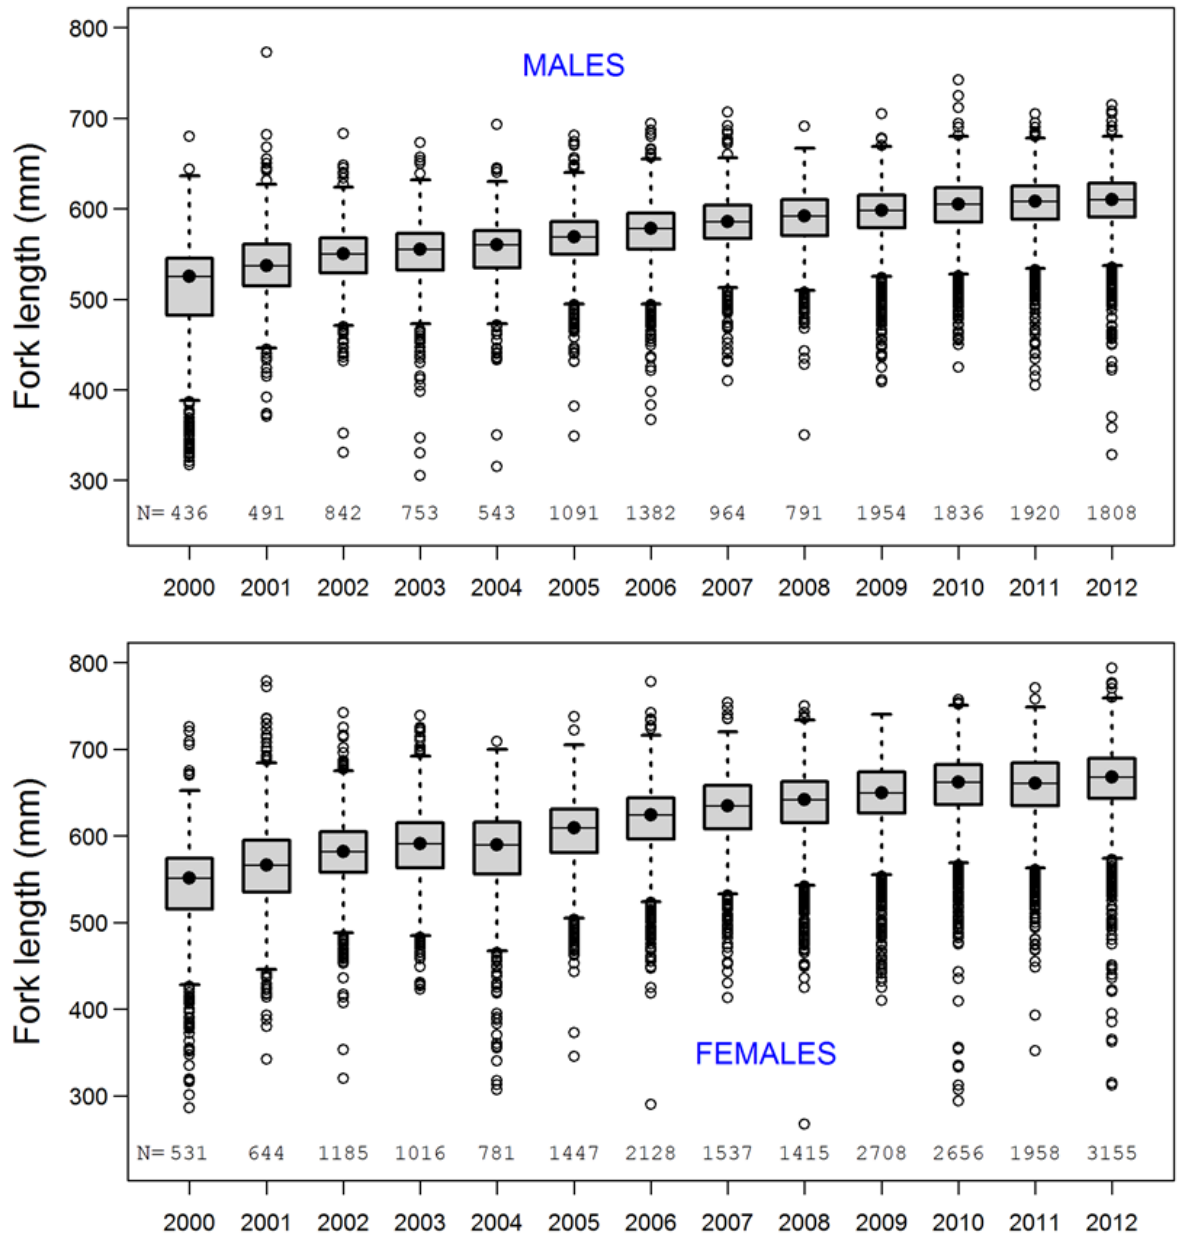 800
MALES
700
600
500
400
300
Fork length (mm)
N= 436 491 842 753 543 1091 1382 964 791 1954 1836 1920 1808
2000 2001 2002 2003 2004 2005 2006 2007 2008 2009 2010 2011 2012
800
700
600
500
400
300
Fork length (mm)
FEMALES
N= 531 644 1185 1016 781 1447 2128 1537 1415 2708 2656 1958 3155
2000 2001 2002 2003 2004 2005 2006 2007 2008 2009 2010 2011 2012